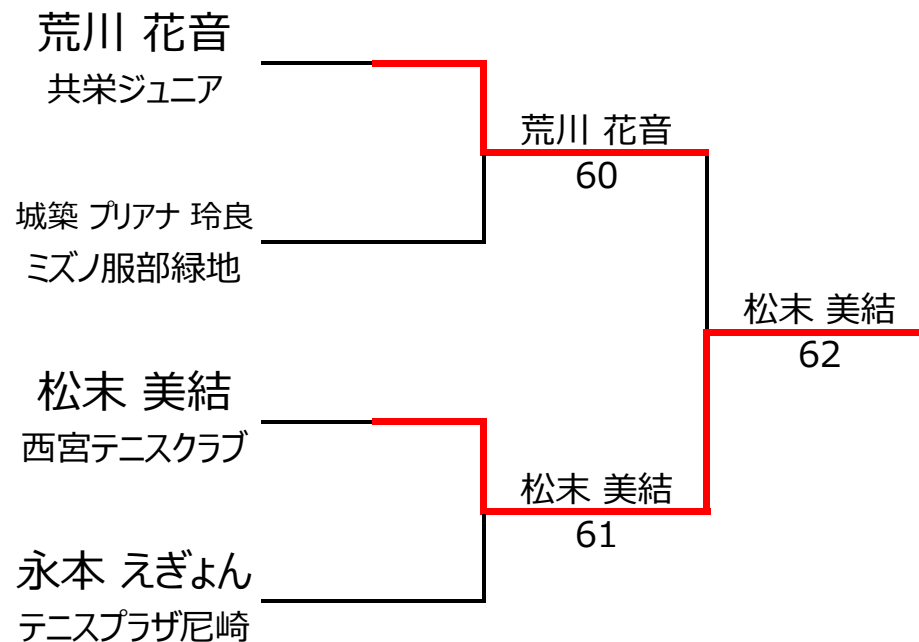 荒川 花音
共栄ジュニア
荒川 花音
60
城築 プリアナ 玲良
ミズノ服部緑地
松末 美結
62
松末 美結
西宮テニスクラブ
松末 美結
61
永本 えぎょん
テニスプラザ尼崎